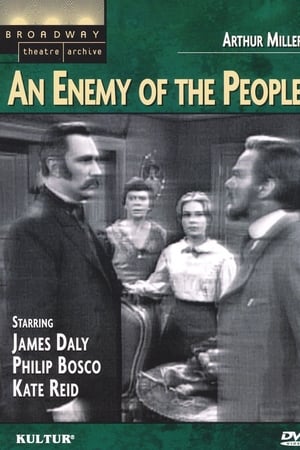 BROADWAY
theatre archive
ARTHUR MILLER
AN ENEMY OF THE PEOPLE
STARRING
JAMES DALY
PHILIP BOSCO
KATE REID
KULTUR
DVD
VIDEO